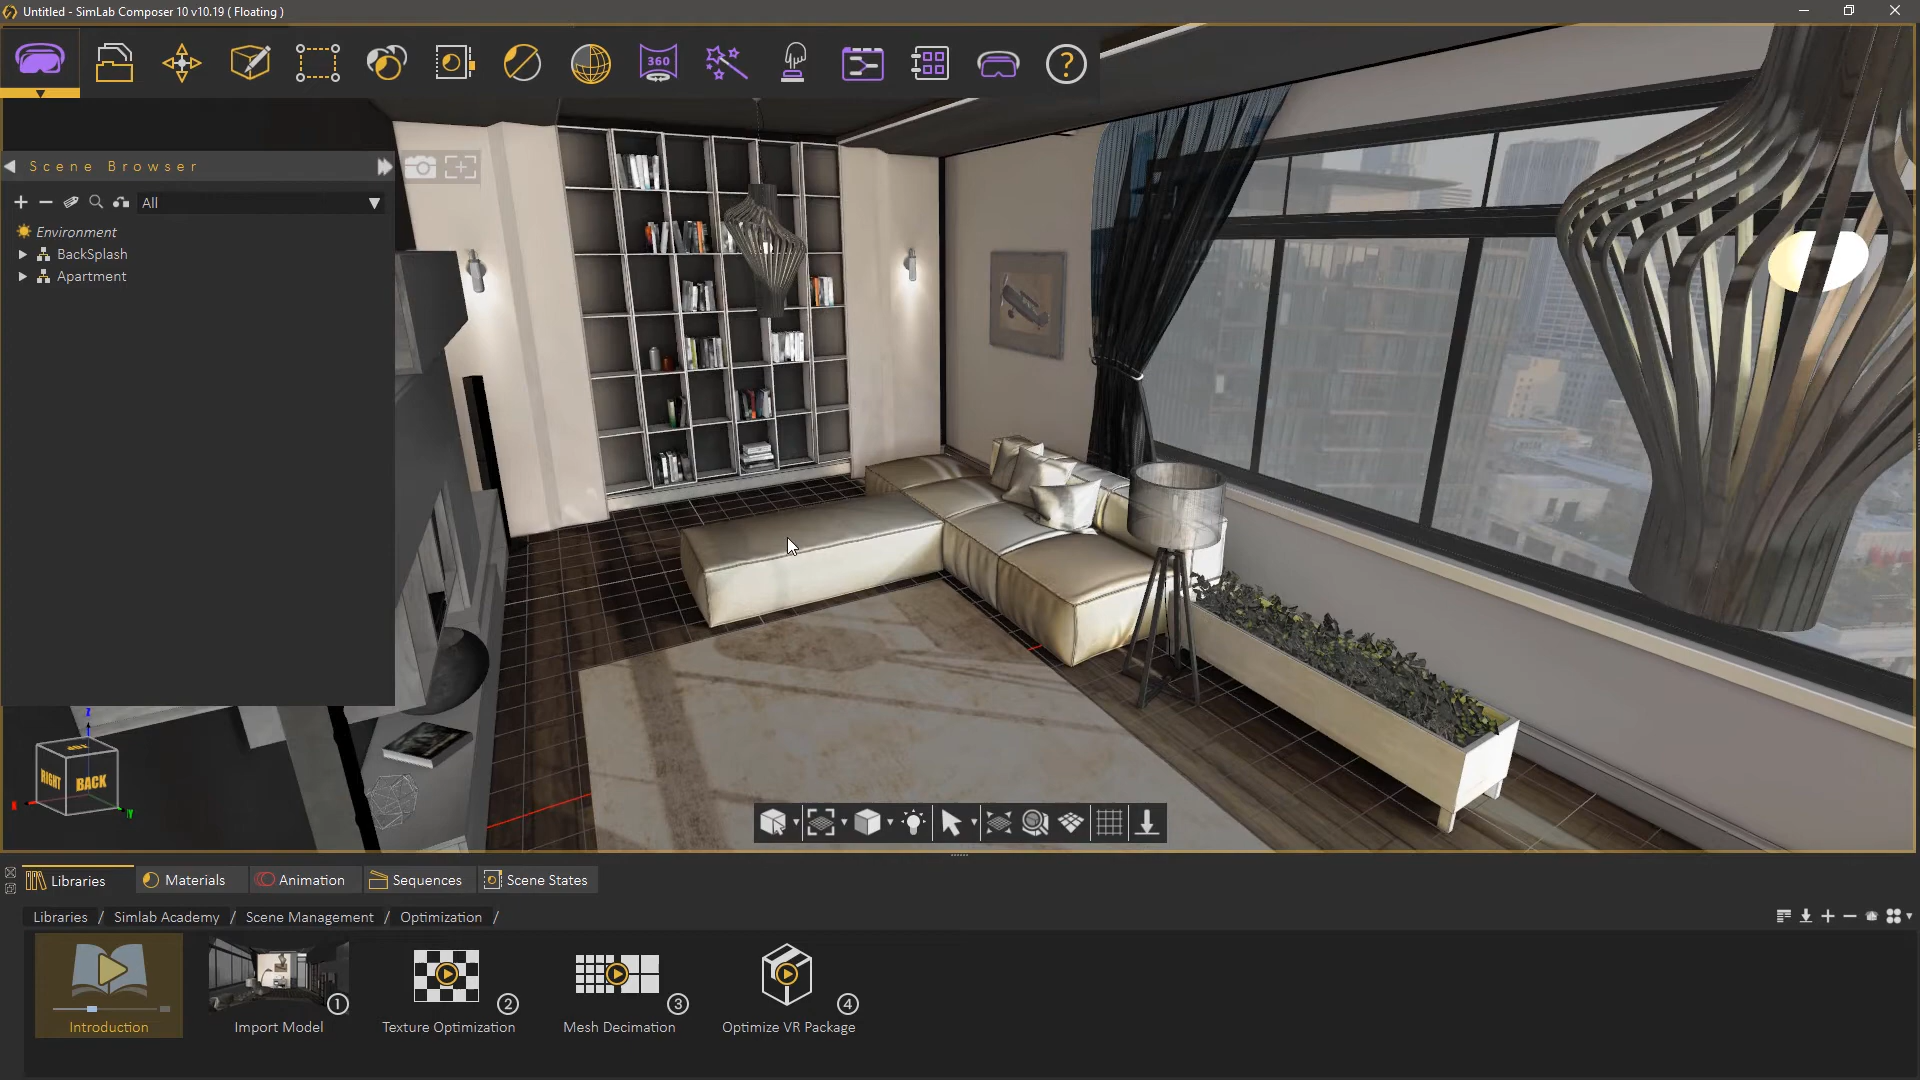 Untitled - SimLab Composer 10 v10.19 ( Floating )
360
?
Scene Browser
All
Environment
BackSplash
Apartment
Z
TOP
RIGHT
BACK
X
Y
Libraries
Materials
Animation
Sequences
Scene States
Libraries / Simlab Academy / Scene Management / Optimization /
1
2
3
4
Introduction
Import Model
Texture Optimization
Mesh Decimation
Optimize VR Package